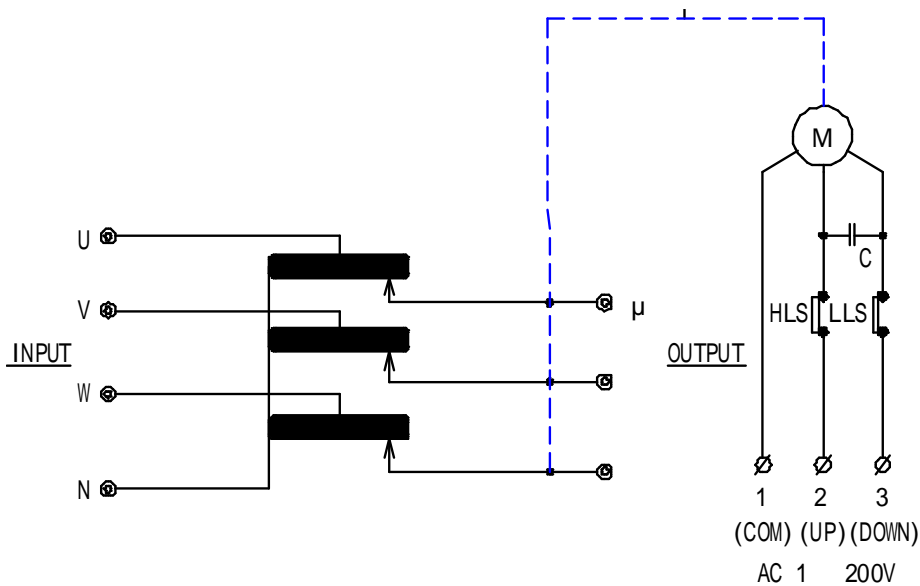 M
U
C
V
µ
HLS LLS
INPUT
OUTPUT
W
N
1 2 3
(COM) (UP) (DOWN)
AC 1 200V